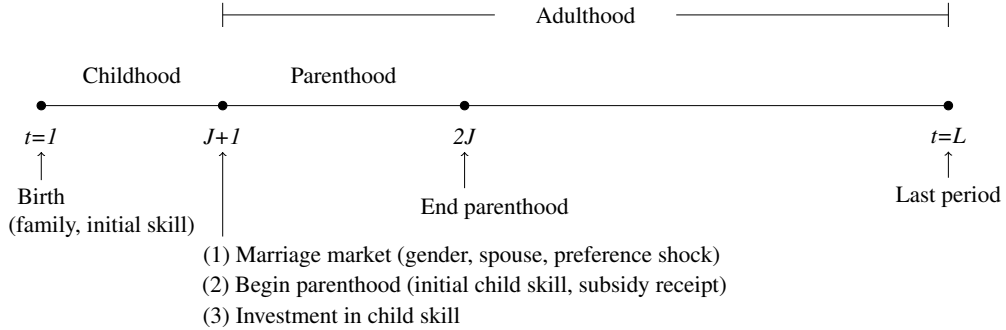 Adulthood
Childhood
Parenthood
t=1
J+1
2J
t=L
Birth
(family, initial skill)
End parenthood
Last period
(1) Marriage market (gender, spouse, preference shock)
(2) Begin parenthood (initial child skill, subsidy receipt)
(3) Investment in child skill